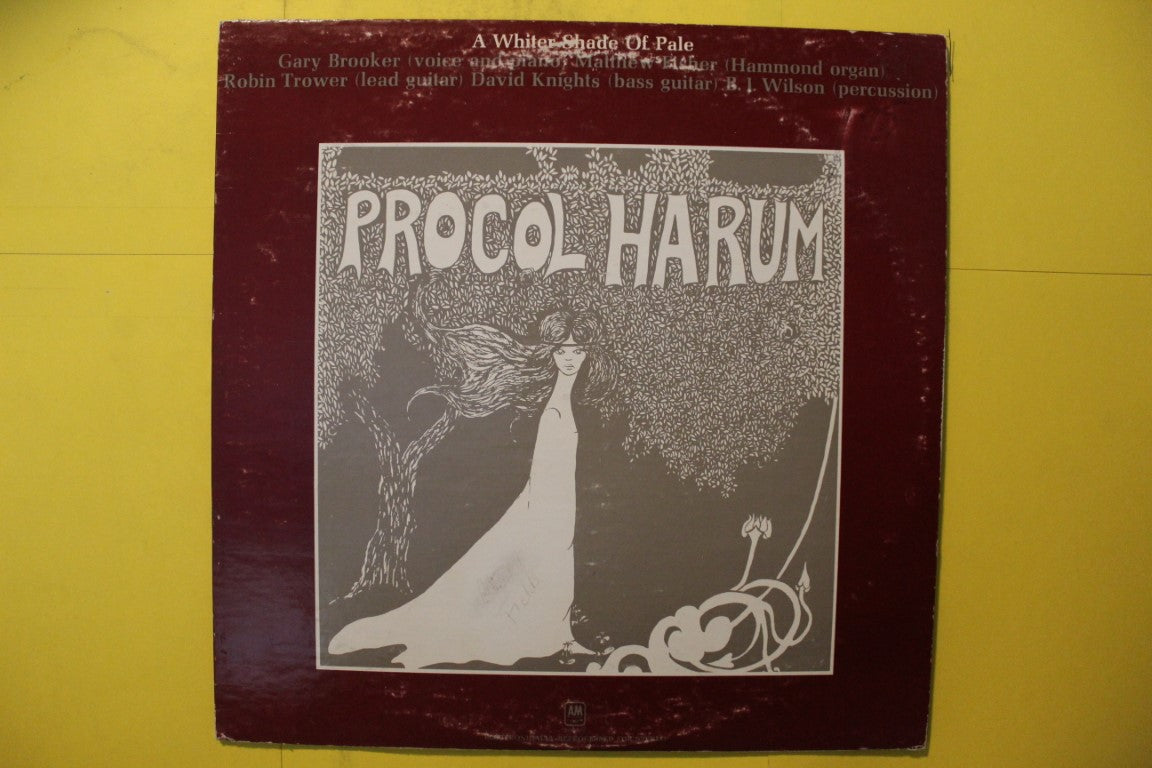 A Whiter Shade Of Pale
Gary Brooker (voice and piano) Matthew Fisher (Hammond organ)
Robin Trower (lead guitar) David Knights (bass guitar) B. J. Wilson (percussion)
PROCOL HARUM
A&M